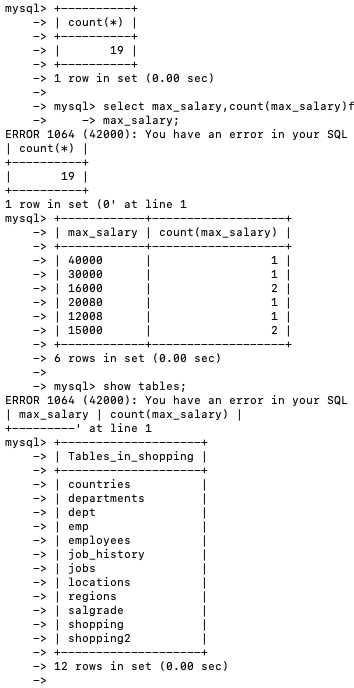 mysql> +----------+
    -> | count(*) |
    -> +----------+
    -> |       19 |
    -> +----------+
    -> 1 row in set (0.00 sec)
    ->
    -> mysql> select max_salary,count(max_salary)f
    ->     -> max_salary;
ERROR 1064 (42000): You have an error in your SQL
| count(*) |
+----------+
|       19 |
+----------+
1 row in set (0' at line 1
mysql> +------------+-------------------+
    -> | max_salary | count(max_salary) |
    -> +------------+-------------------+
    -> | 40000      |                 1 |
    -> | 30000      |                 1 |
    -> | 16000      |                 2 |
    -> | 20080      |                 1 |
    -> | 12008      |                 1 |
    -> | 15000      |                 2 |
    -> +------------+-------------------+
    -> 6 rows in set (0.00 sec)
    ->
    -> mysql> show tables;
ERROR 1064 (42000): You have an error in your SQL
| max_salary | count(max_salary) |
+---------' at line 1
mysql> +--------------------+
    -> | Tables_in_shopping |
    -> +--------------------+
    -> | countries          |
    -> | departments        |
    -> | dept               |
    -> | emp                |
    -> | employees          |
    -> | job_history        |
    -> | jobs               |
    -> | locations          |
    -> | regions            |
    -> | salgrade           |
    -> | shopping           |
    -> | shopping2          |
    -> +--------------------+
    -> 12 rows in set (0.00 sec)
    ->